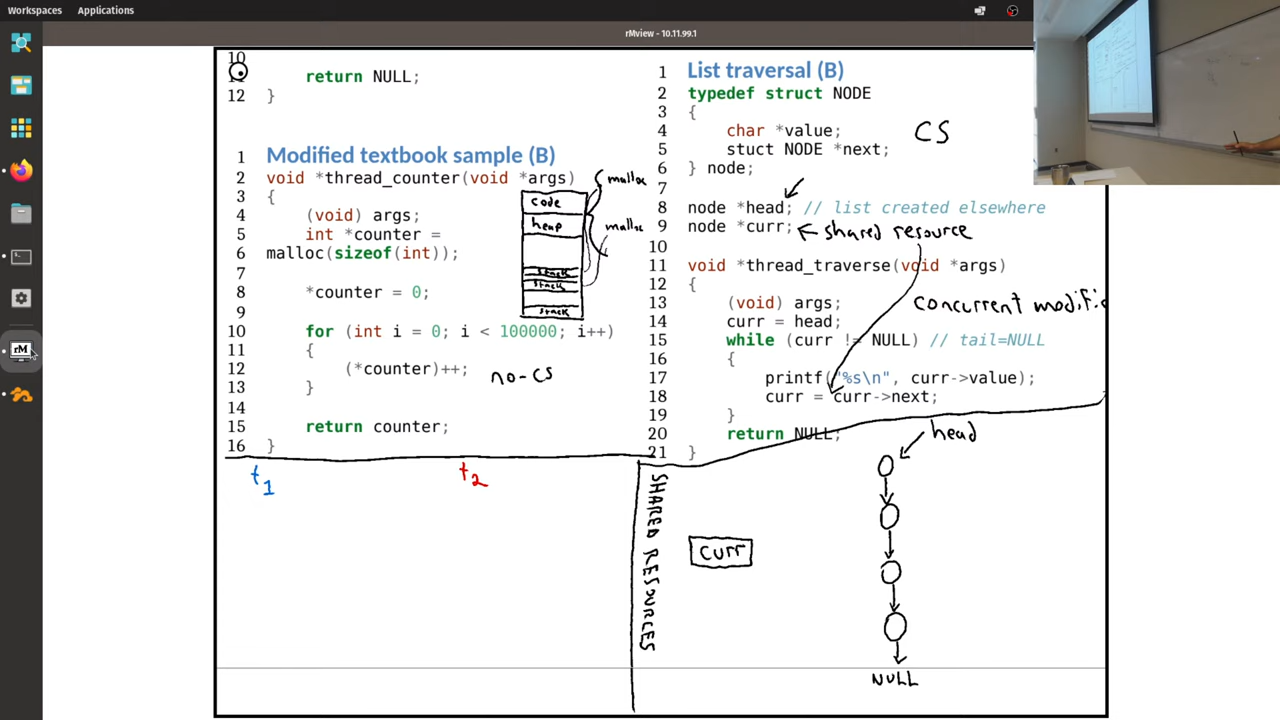 Workspaces Applications
rMview - 10.11.99.1
10
11 return NULL;
12 }
1 Modified textbook sample (B)
2 void *thread_counter(void *args)
3 {
4 (void) args;
5 int *counter =
6 malloc(sizeof(int));
7
8 *counter = 0;
9
10 for (int i = 0; i < 100000; i++)
11 {
12 (*counter)++;
13 }
14
15 return counter;
16 }
no-CS
code
heap
stack
stack
stack
malloc
malloc
1 List traversal (B)
2 typedef struct NODE
3 {
4 char *value;
5 stuct NODE *next;
6 } node;
7
8 node *head; // list created elsewhere
9 node *curr;
10
11 void *thread_traverse(void *args)
12 {
13 (void) args;
14 curr = head;
15 while (curr != NULL) // tail=NULL
16 {
17 printf("%s\n", curr->value);
18 curr = curr->next;
19 }
20 return NULL;
21 }
CS
shared resource
concurrent modific
t1
t2
SHARED RESOURCES
curr
head
NULL
rM